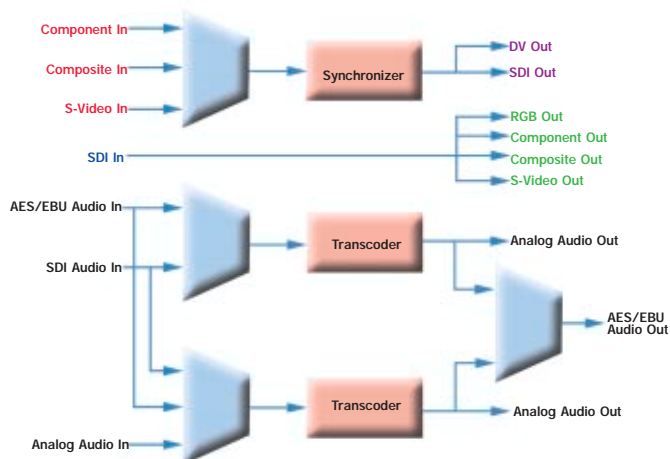 Component In
DV Out
Composite In
Synchronizer
SDI Out
S-Video In
RGB Out
Component Out
SDI In
Composite Out
S-Video Out
AES/EBU Audio In
Transcoder
Analog Audio Out
SDI Audio In
AES/EBU
Audio Out
Transcoder
Analog Audio Out
Analog Audio In